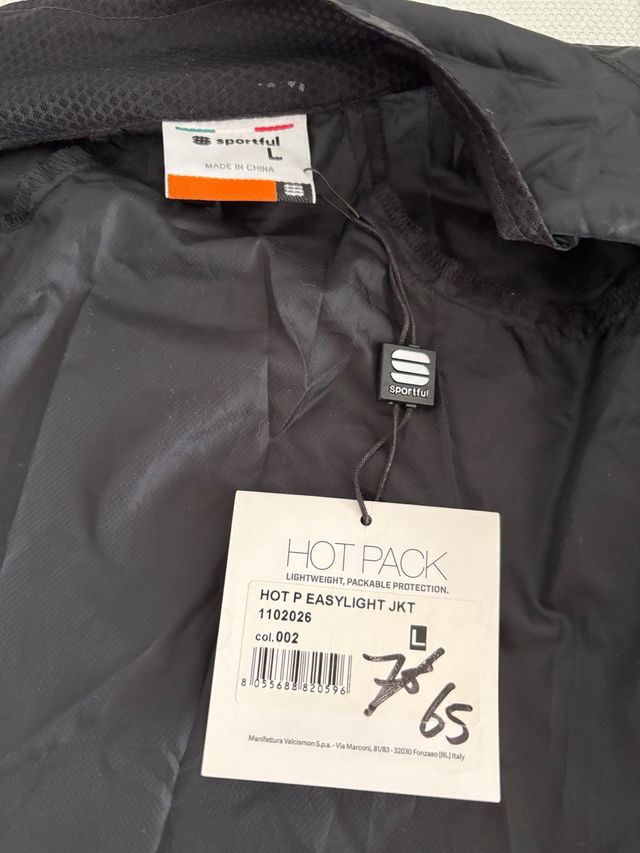 sportful
L
MADE IN CHINA
sportful
HOT PACK
LIGHTWEIGHT, PACKABLE PROTECTION.
HOT P EASYLIGHT JKT
1102026
col.002
L
8 055688 820596
75
65
Manifattura Valcismon S.p.a. - Via Marconi, 81/83 - 32030 Fonzaso (BL) Italy